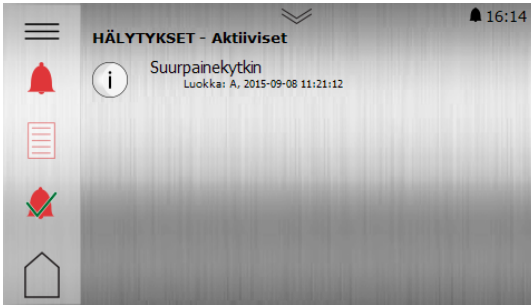 16:14
HÄLYTYKSET - Aktiiviset
Suurpainekytkin
Luokka: A, 2015-09-08 11:21:12